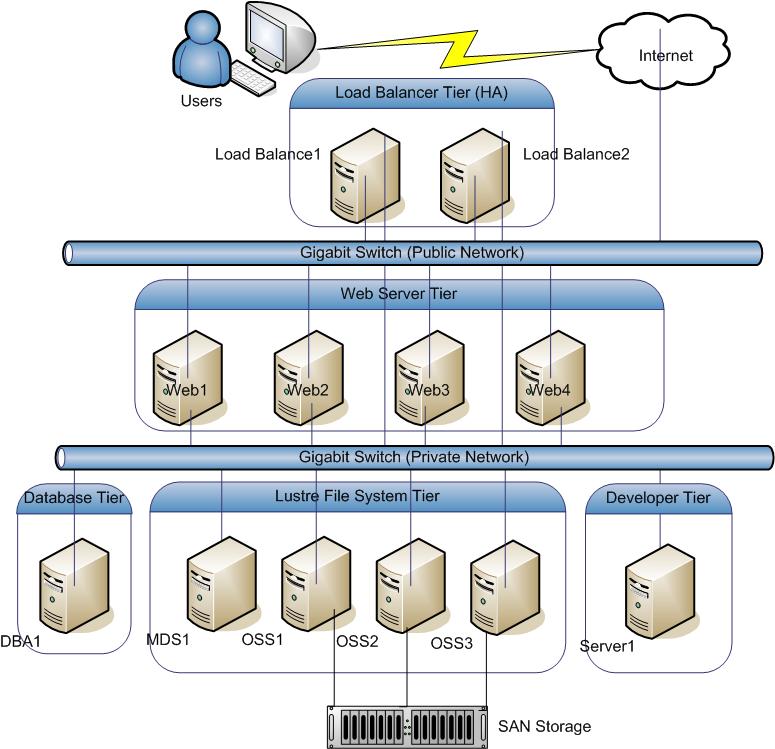 Users
Internet
Load Balancer Tier (HA)
Load Balance1
Load Balance2
Gigabit Switch (Public Network)
Web Server Tier
Web1
Web2
Web3
Web4
Gigabit Switch (Private Network)
Database Tier
Lustre File System Tier
Developer Tier
DBA1
MDS1
OSS1
OSS2
OSS3
Server1
SAN Storage